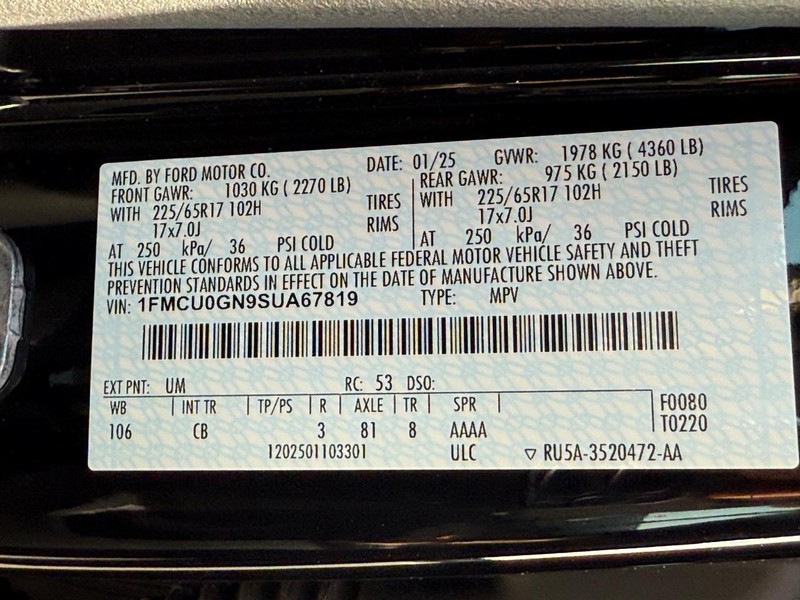 MFD. BY FORD MOTOR CO. DATE: 01/25 GVWR: 1978 KG ( 4360 LB)
FRONT GAWR: 1030 KG ( 2270 LB) REAR GAWR: 975 KG ( 2150 LB)
WITH 225/65R17 102H TIRES WITH 225/65R17 102H TIRES
17x7.0J RIMS 17x7.0J RIMS
AT 250 kPa/ 36 PSI COLD AT 250 kPa/ 36 PSI COLD
THIS VEHICLE CONFORMS TO ALL APPLICABLE FEDERAL MOTOR VEHICLE SAFETY AND THEFT
PREVENTION STANDARDS IN EFFECT ON THE DATE OF MANUFACTURE SHOWN ABOVE.
VIN: 1FMCU0GN9SUA67819 TYPE: MPV
EXT PNT: UM RC: 53 DSO:
WB | INT TR | TP/PS | R | AXLE | TR | SPR | F0080
106 CB 3 81 8 AAAA T0220
1202501103301 ULC ▽ RU5A-3520472-AA